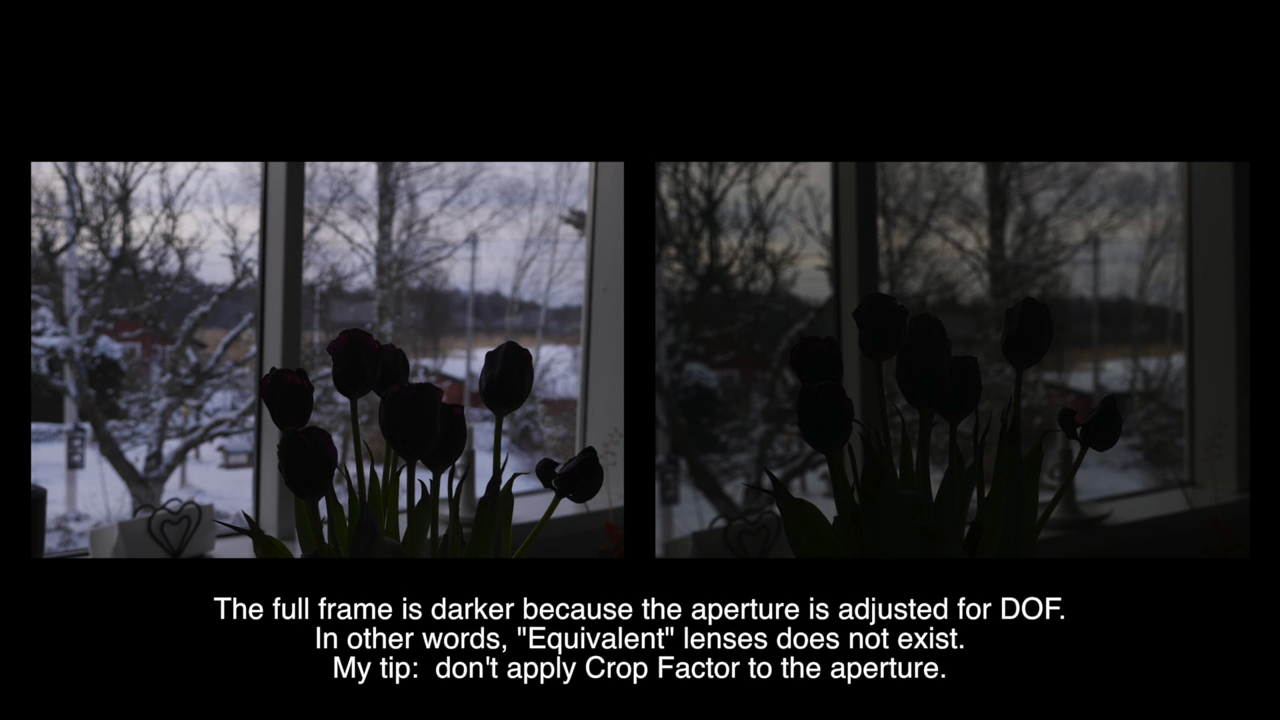 The full frame is darker because the aperture is adjusted for DOF.
In other words, "Equivalent" lenses does not exist.
My tip:  don't apply Crop Factor to the aperture.